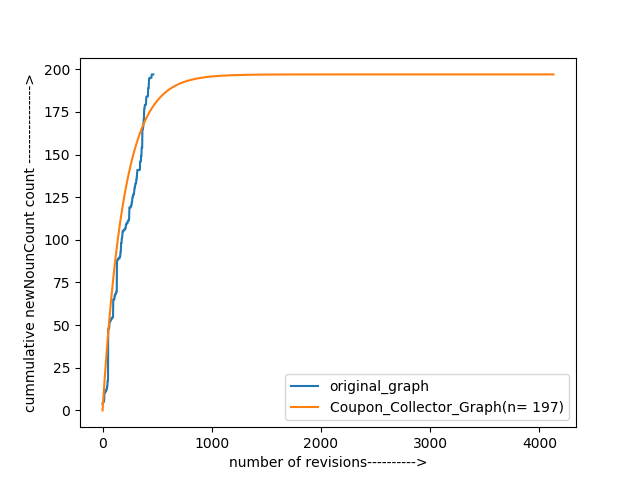 200
175
150
125
100
75
50
25
0
cummulative newNounCount count ---------------->
original_graph
Coupon_Collector_Graph(n= 197)
0 1000 2000 3000 4000
number of revisions---------->